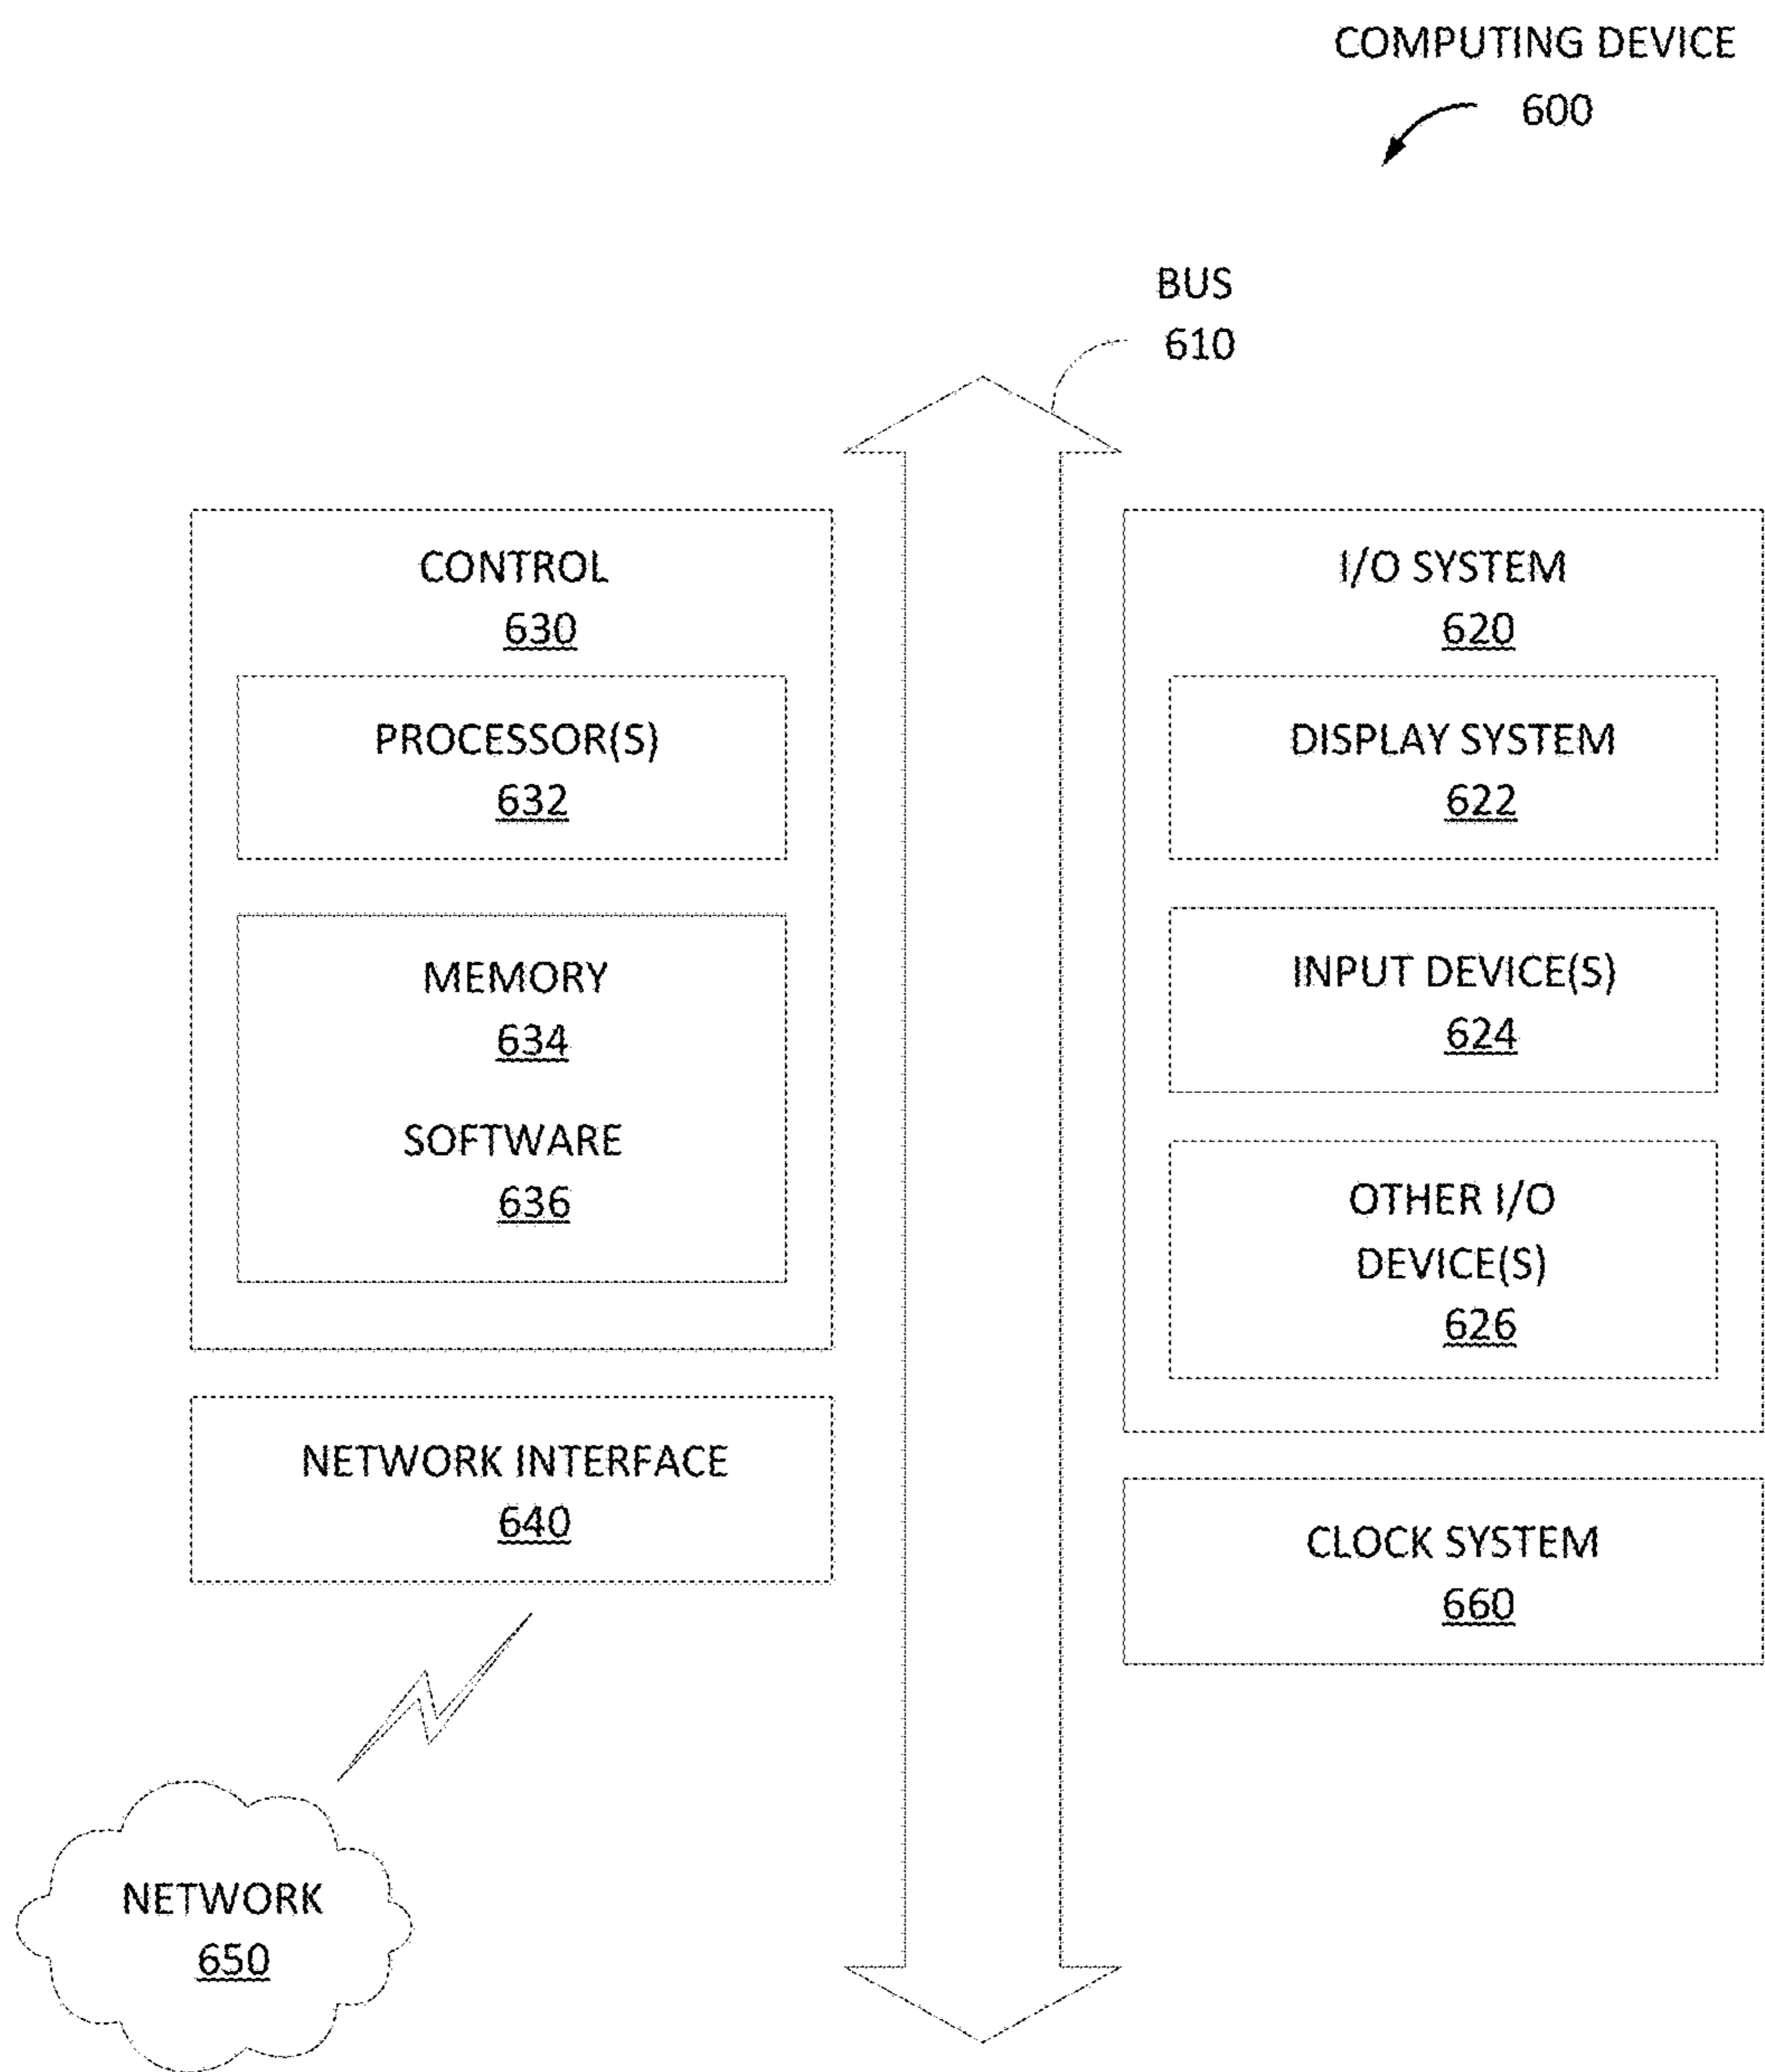 COMPUTING DEVICE
600
BUS
610
CONTROL
630
PROCESSOR(S)
632
MEMORY
634
SOFTWARE
636
NETWORK INTERFACE
640
NETWORK
650
I/O SYSTEM
620
DISPLAY SYSTEM
622
INPUT DEVICE(S)
624
OTHER I/O
DEVICE(S)
626
CLOCK SYSTEM
660